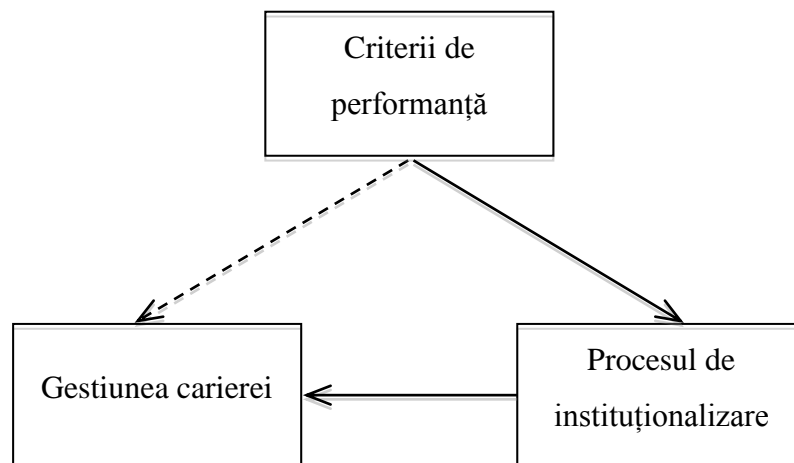 Criterii de
performanță
Gestiunea carierei
Procesul de
instituționalizare